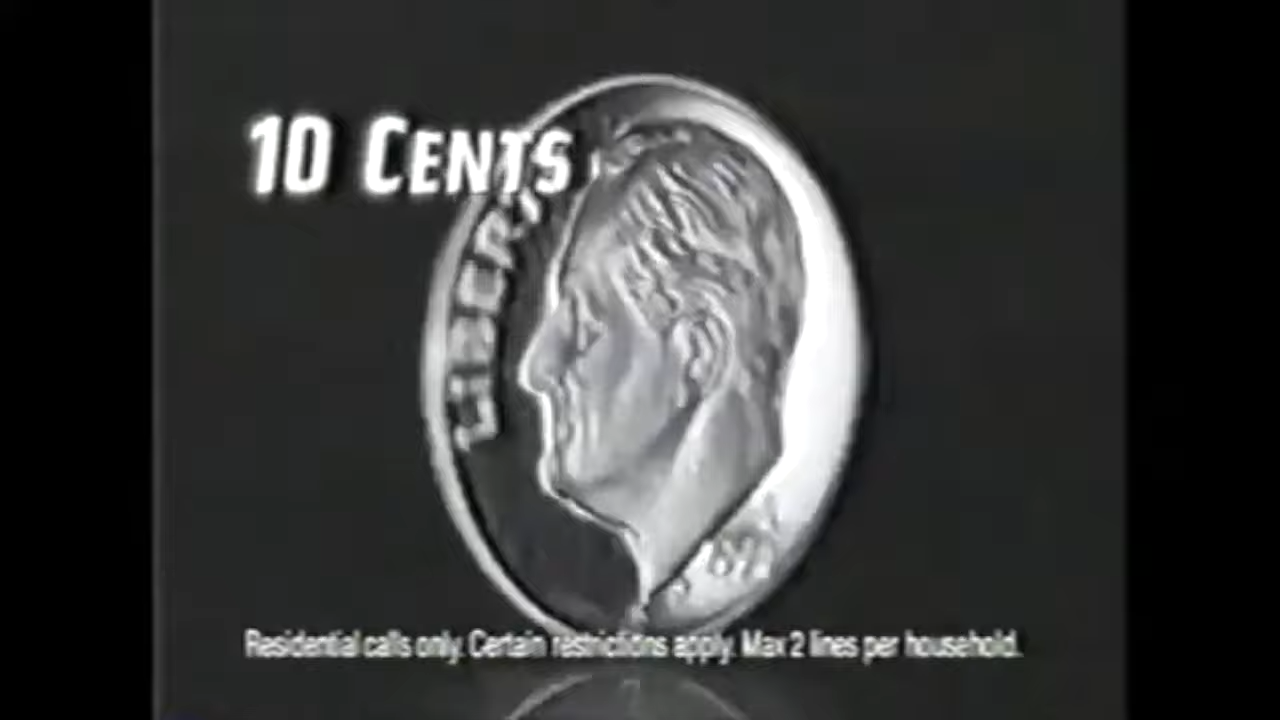 10 CENTS
LIBERTY
Residential calls only. Certain restrictions apply. Max 2 lines per household.